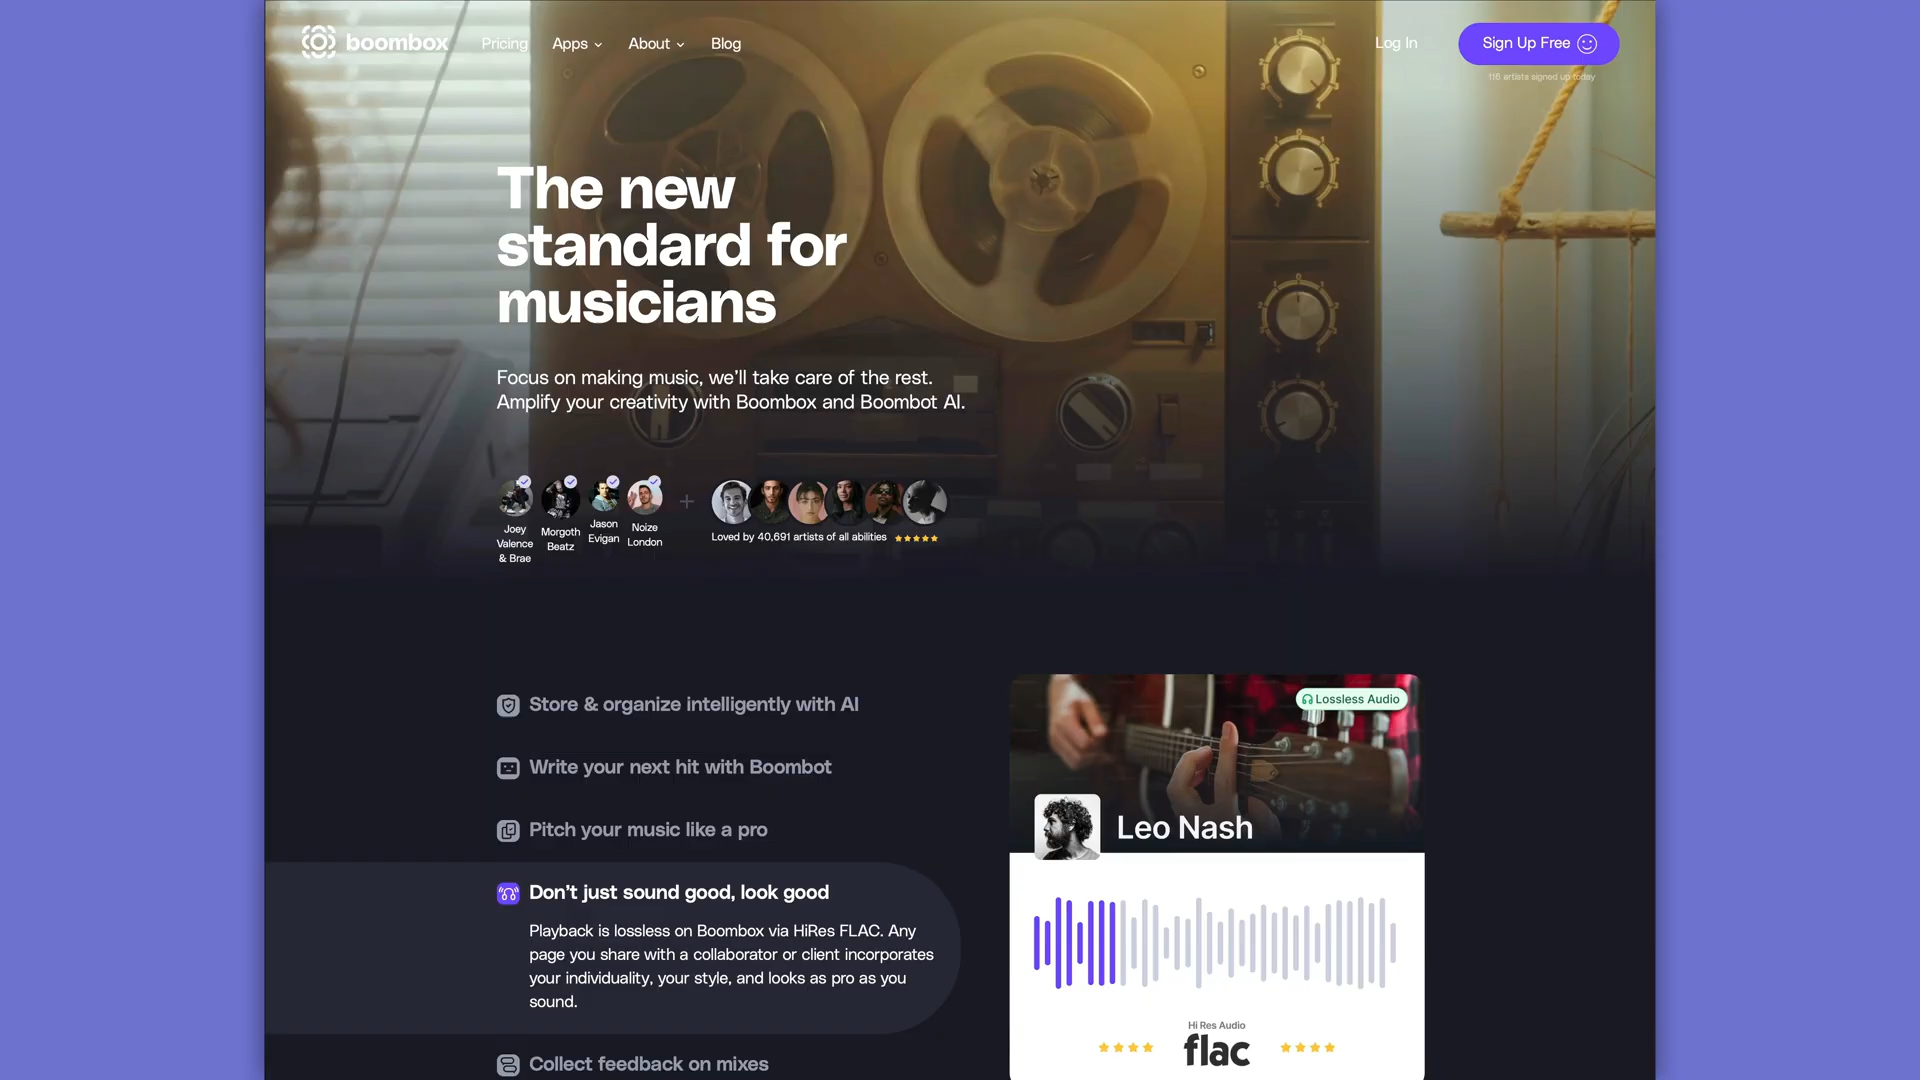 boombox
Pricing
Apps
About
Blog
Log In
Sign Up Free
116 artists signed up today
The new
standard for
musicians
Focus on making music, we'll take care of the rest.
Amplify your creativity with Boombox and Boombot AI.
Joey
Valence
& Brae
Morgoth
Beatz
Jason
Evigan
Noize
London
Loved by 40,691 artists of all abilities
Store & organize intelligently with AI
Write your next hit with Boombot
Pitch your music like a pro
Don't just sound good, look good
Playback is lossless on Boombox via HiRes FLAC. Any
page you share with a collaborator or client incorporates
your individuality, your style, and looks as pro as you
sound.
Collect feedback on mixes
Lossless Audio
Leo Nash
Hi Res Audio
flac